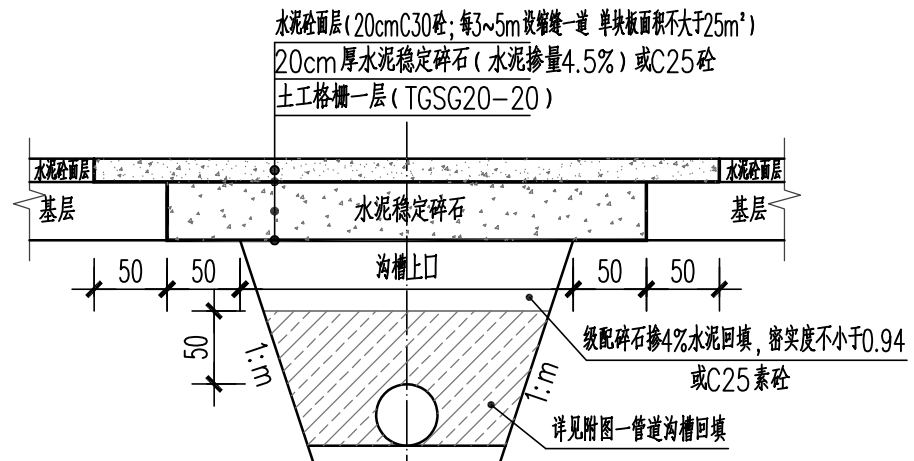 水泥砼面层(20cmC30砼; 每3~5m设缩缝一道 单块板面积不大于25m²)
20cm厚水泥稳定碎石(水泥掺量4.5%)或C25砼
土工格栅一层(TGSG20-20)
水泥砼面层
水泥砼面层
基层
水泥稳定碎石
基层
50
50
沟槽上口
50
50
50
1:m
1:m
级配碎石掺4%水泥回填, 密实度不小于0.94
或C25素砼
详见附图一管道沟槽回填